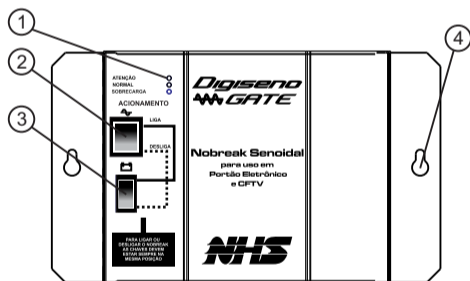 1
2
3
4
ATENÇÃO
NORMAL
SOBRECARGA
ACIONAMENTO
LIGA
DESLIGA
PARA LIGAR OU
DESLIGAR O NOBREAK
AS CHAVES DEVEM
ESTAR SEMPRE NA
MESMA POSIÇÃO
Digiseno
GATE
Nobreak Senoidal
para uso em
Portão Eletrônico
e CFTV
NHS